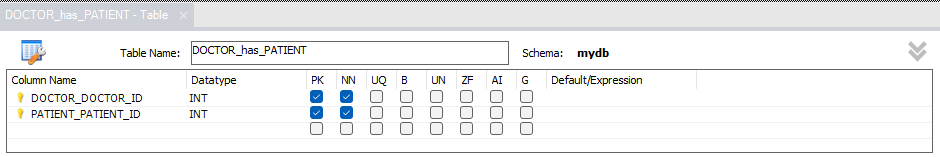 DOCTOR_has_PATIENT - Table ×
Table Name: DOCTOR_has_PATIENT Schema: mydb
Column Name Datatype PK NN UQ B UN ZF AI G Default/Expression
DOCTOR_DOCTOR_ID INT
PATIENT_PATIENT_ID INT